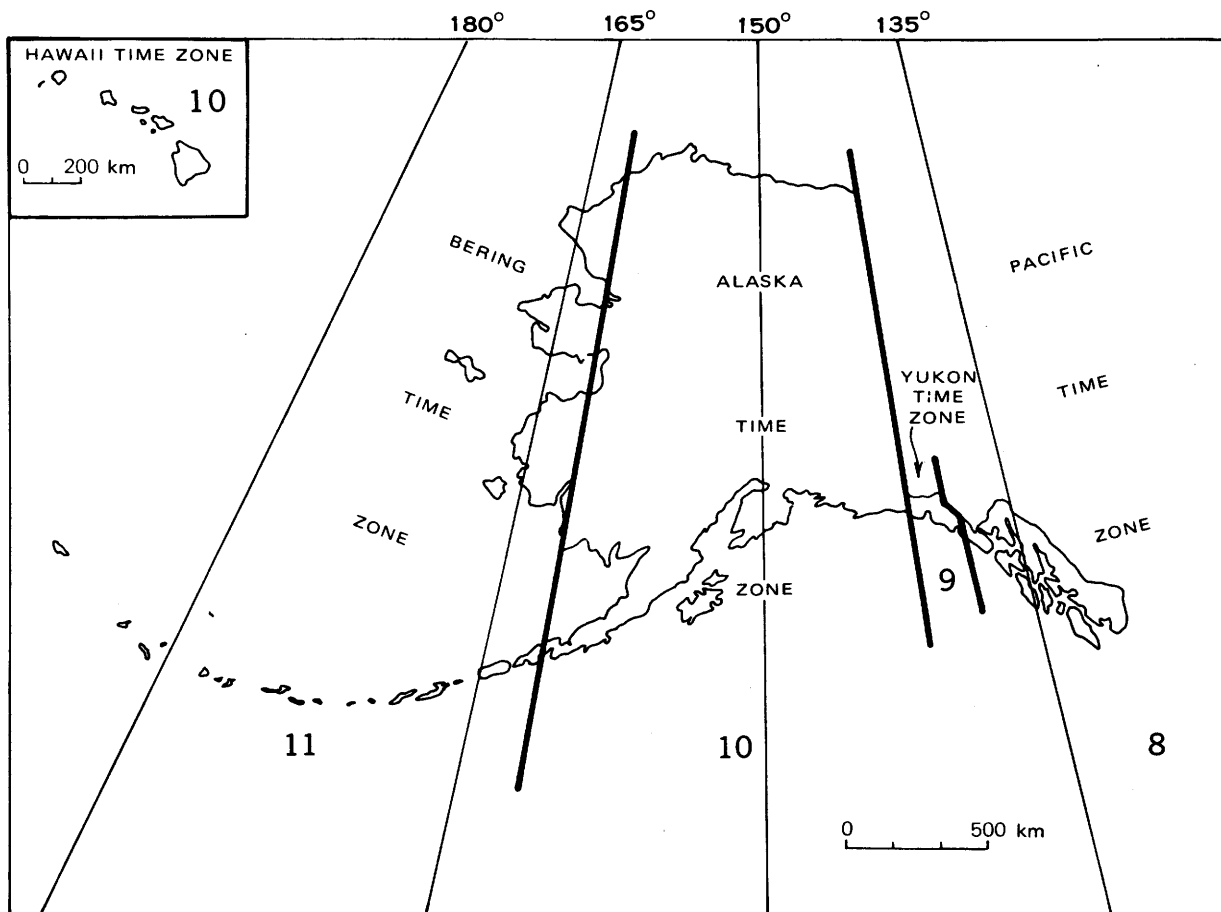 180° 165° 150° 135°
HAWAII TIME ZONE
10
0 200 km
BERING
TIME
ZONE
ALASKA
TIME
ZONE
YUKON
TIME
ZONE
PACIFIC
TIME
ZONE
9
11
10
8
0 500 km